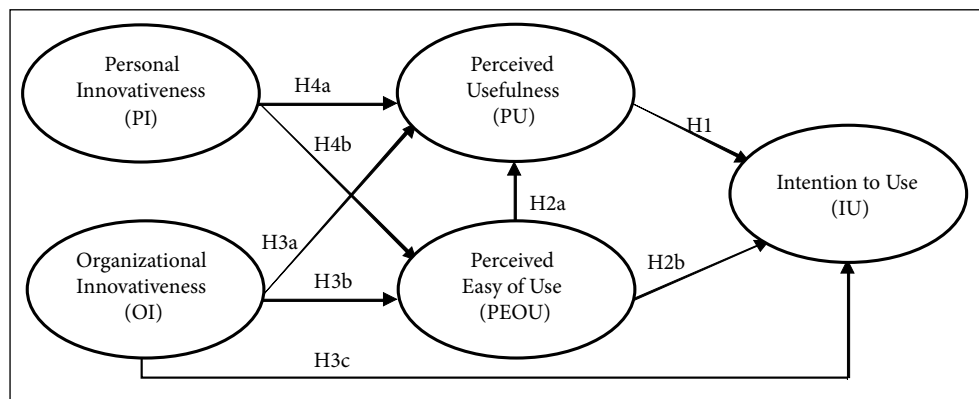 Personal
Innovativeness
(PI)
H4a
Perceived
Usefulness
(PU)
H1
H4b
Intention to Use
(IU)
H2a
H3a
Organizational
Innovativeness
(OI)
H3b
Perceived
Easy of Use
(PEOU)
H2b
H3c